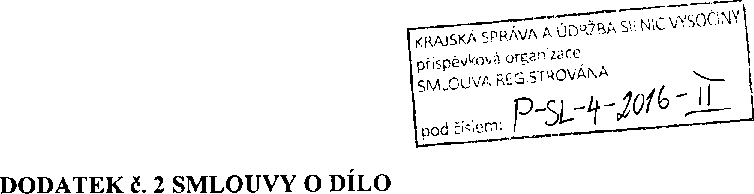 KRAJSKÁ SPRÁVA A ÚDRŽBA SILNIC VYSOČINY
příspěvková organizace
SMLOUVA REGISTROVÁNA
pod číslem: P-SL-4-2016-II
DODATEK č. 2 SMLOUVY O DÍLO